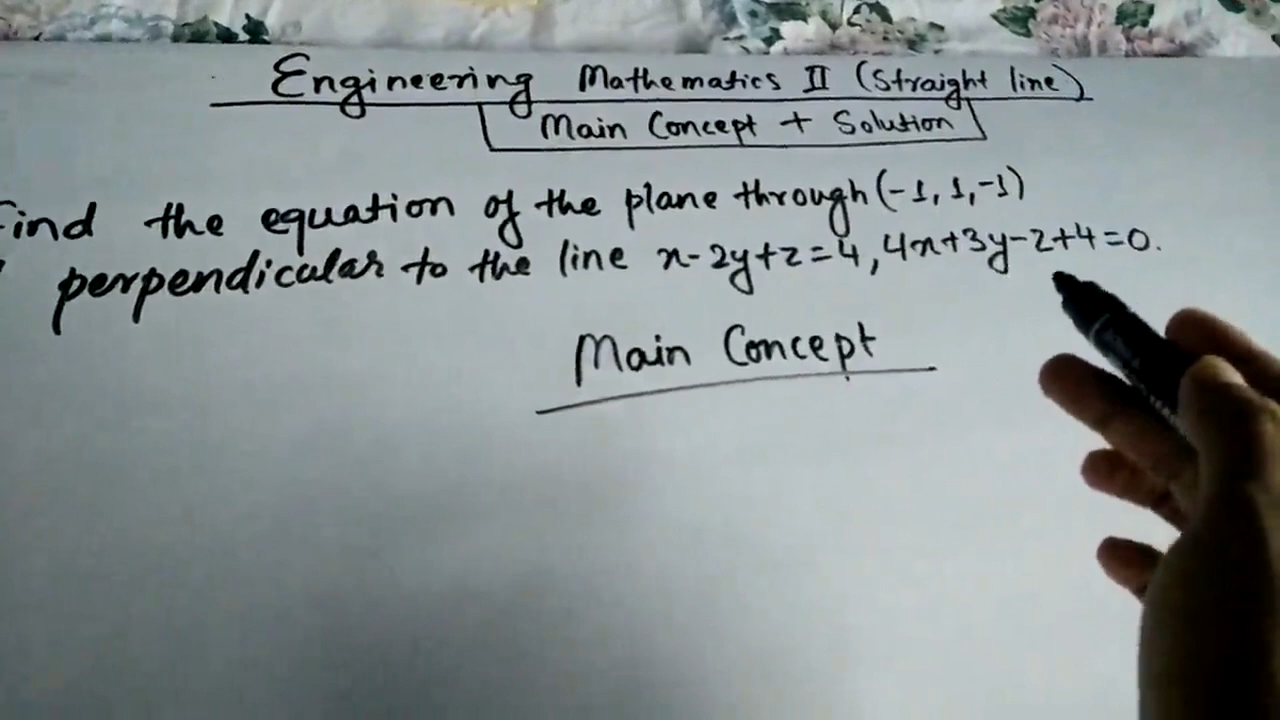 Engineering Mathematics II (Straight line)
Main Concept + Solution
Find the equation of the plane through (-1, 1, -1)
perpendicular to the line x-2y+z=4, 4x+3y-z+4=0.
Main Concept